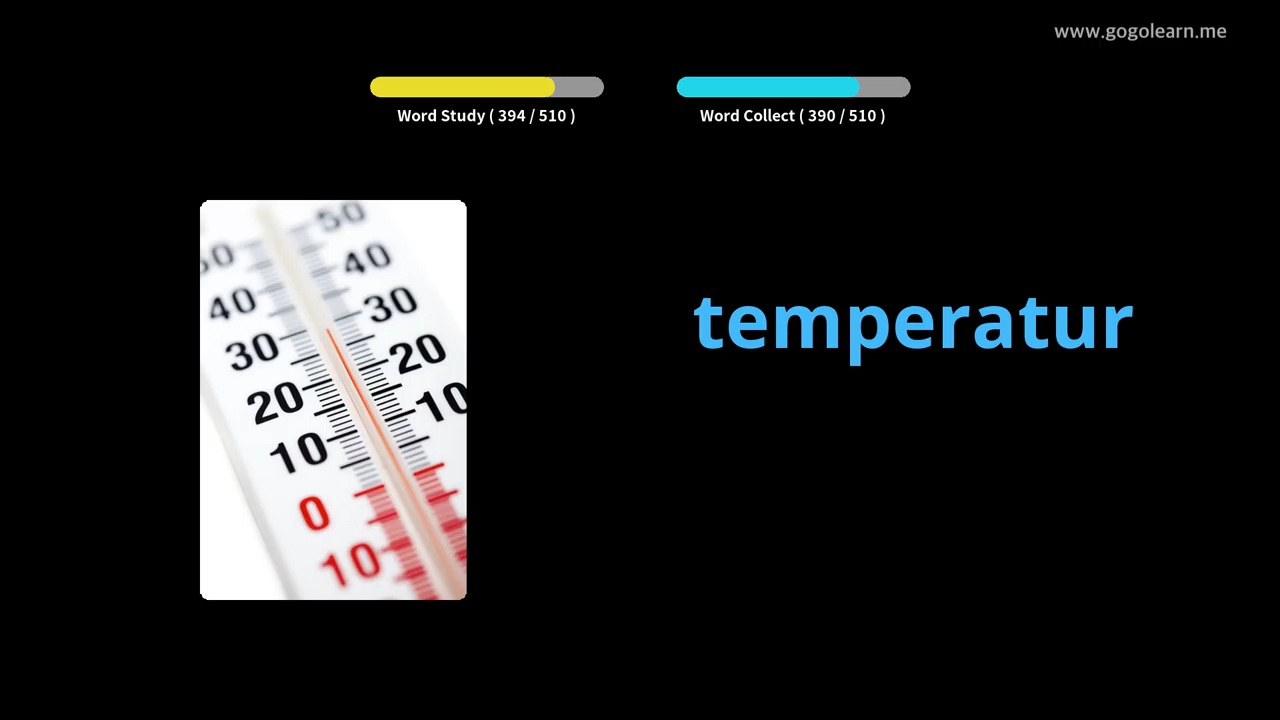 www.gogolearn.me
Word Study ( 394 / 510 )
Word Collect ( 390 / 510 )
temperatur
50
50 40
40 30
30 20
20 10
10
0
10